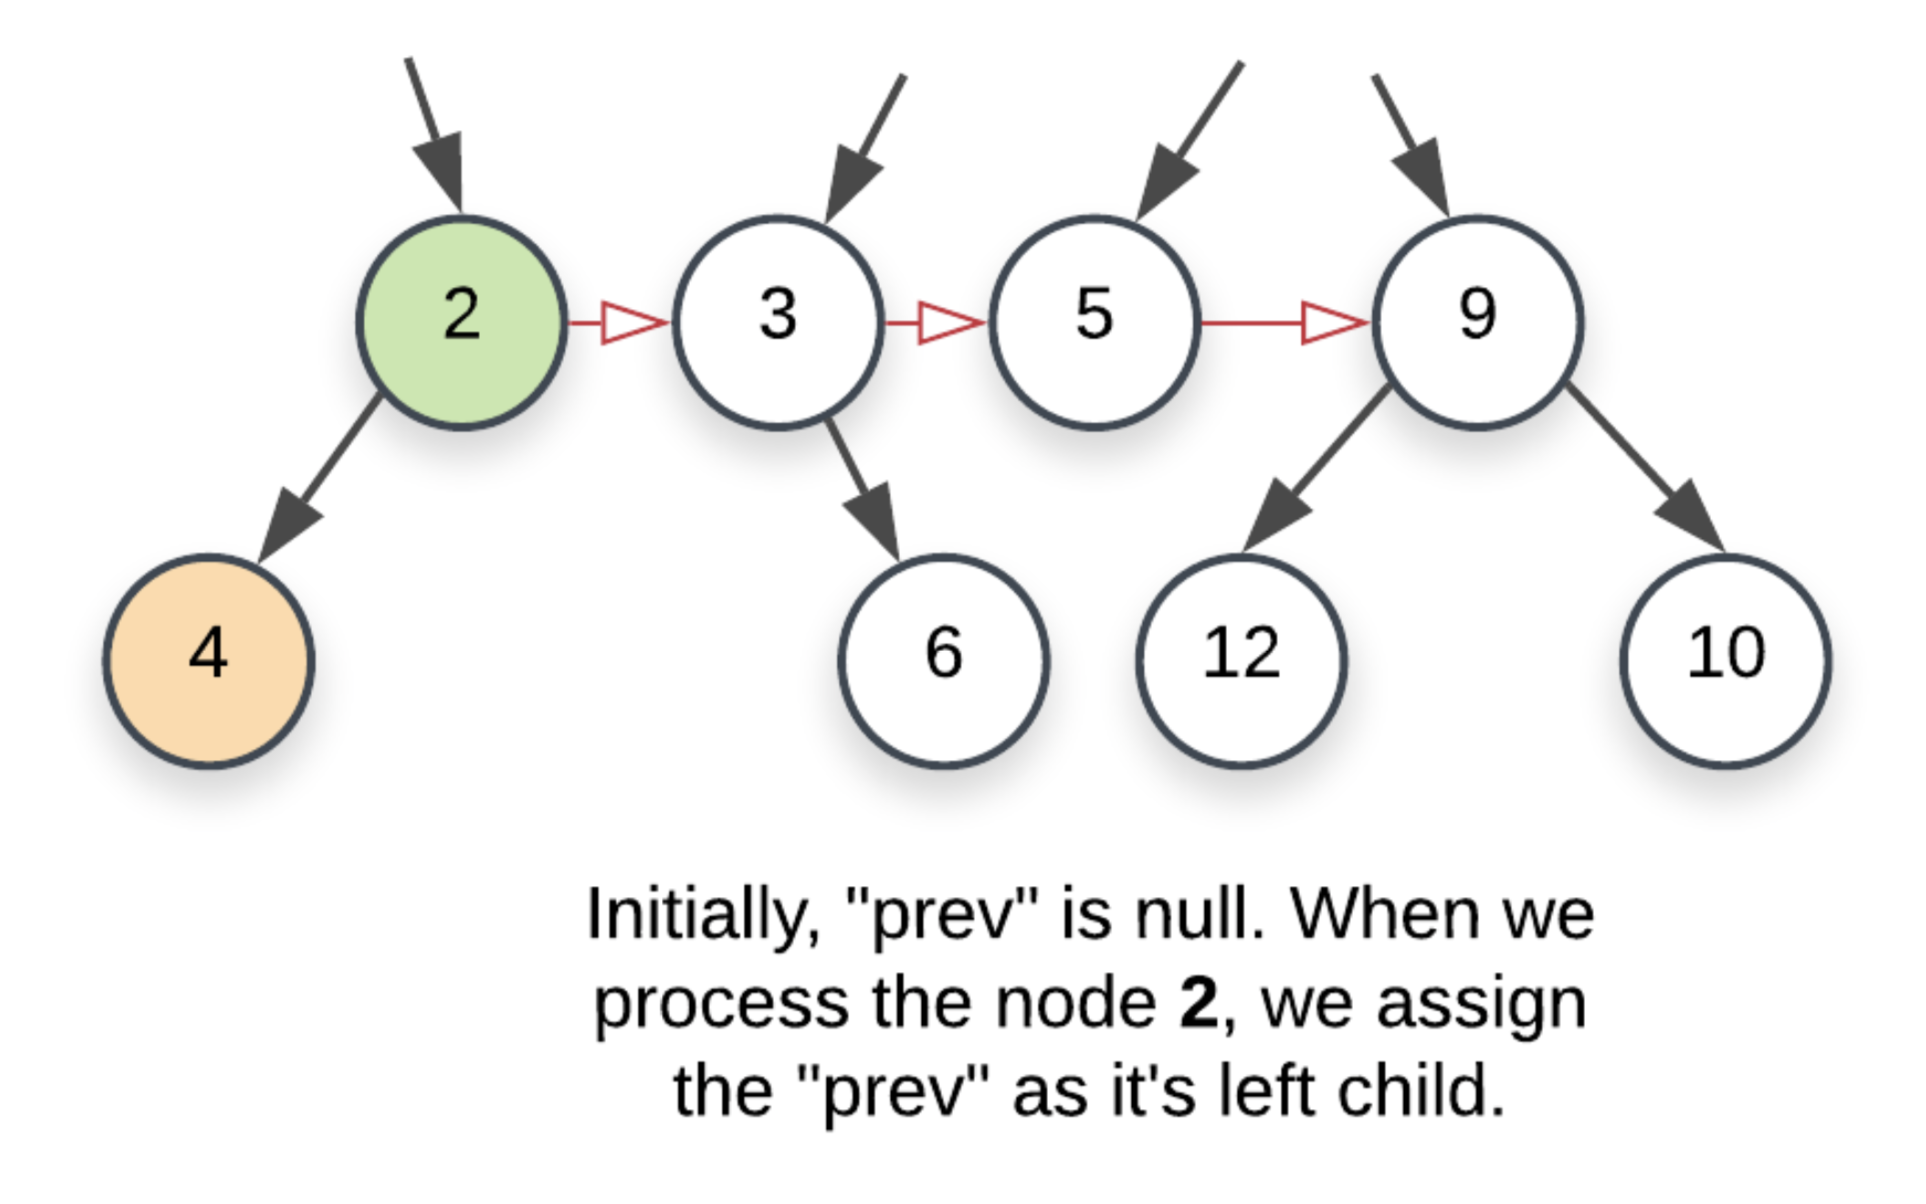 2 3 5 9
4 6 12 10
Initially, "prev" is null. When we
process the node 2, we assign
the "prev" as it's left child.